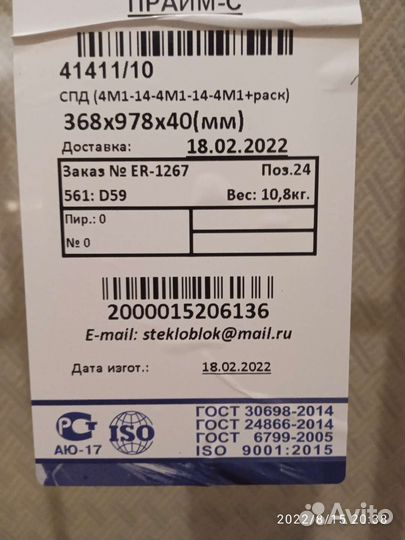 ПРАЙМ-С
41411/10
СПД (4М1-14-4М1-14-4М1+раск)
368х978х40(мм)
Доставка: 18.02.2022
Заказ № ER-1267 Поз.24
561: D59 Вес: 10,8кг.
Пир.: 0
№ 0
2000015206136
E-mail: stekloblok@mail.ru
Дата изгот.: 18.02.2022
ГОСТ 30698-2014
ГОСТ 24866-2014
ГОСТ 6799-2005
ISO 9001:2015
РСТ
АЮ-17
ISO
2022/8/15 20:38
Avito